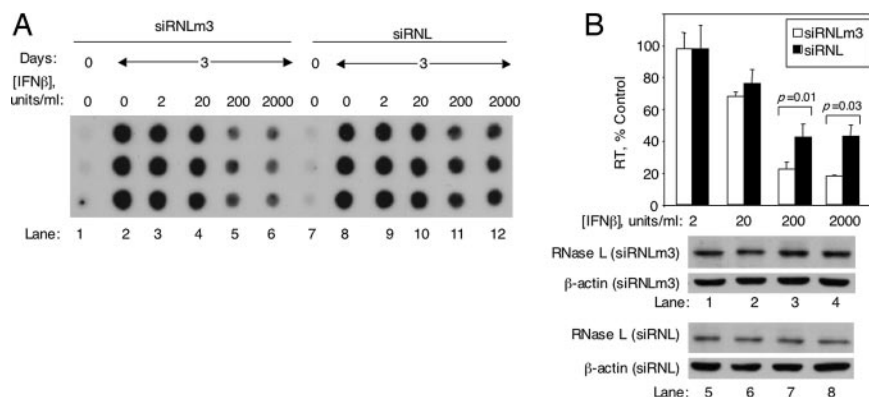 A
siRNLm3 siRNL
Days: 0 3 0 3
[IFNβ],
units/ml: 0 0 2 20 200 2000 0 0 2 20 200 2000
Lane: 1 2 3 4 5 6 7 8 9 10 11 12
B
siRNLm3
siRNL
RT, % Control
100
80
60
40
20
0
p=0.01
p=0.03
[IFNβ], units/ml: 2 20 200 2000
RNase L (siRNLm3)
β-actin (siRNLm3)
Lane: 1 2 3 4
RNase L (siRNL)
β-actin (siRNL)
Lane: 5 6 7 8